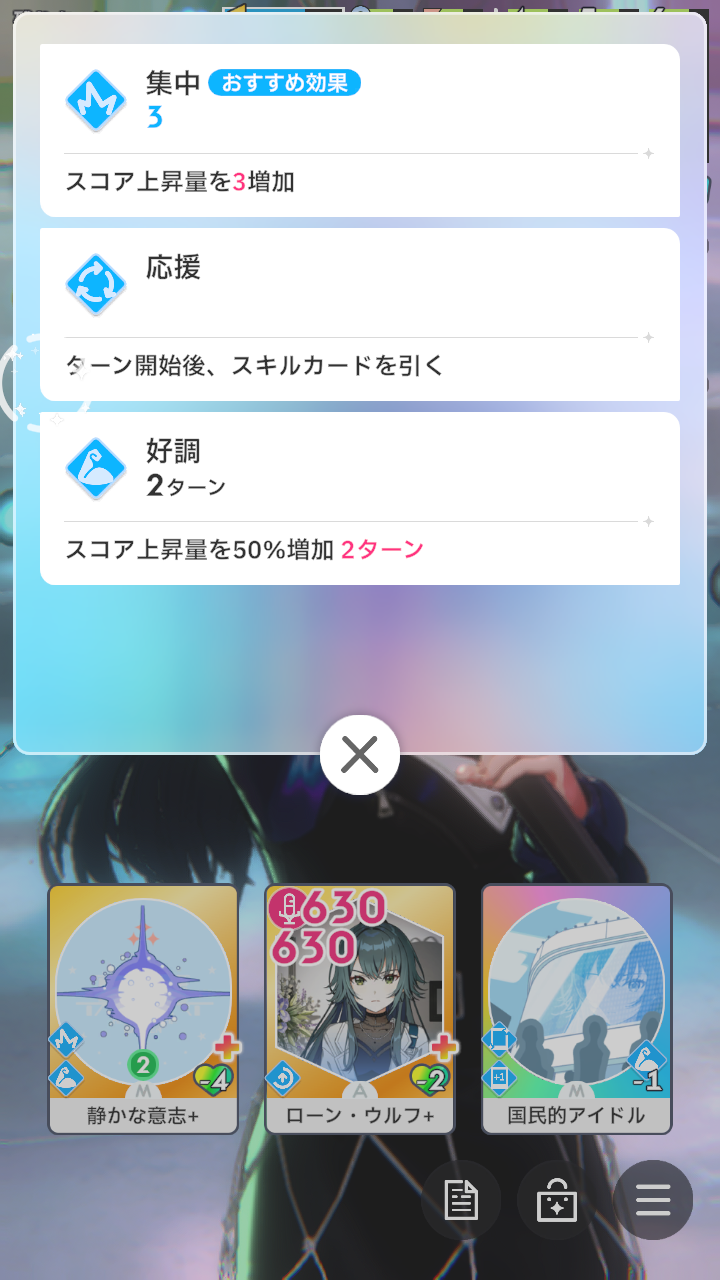 集中 おすすめ効果
3
スコア上昇量を3増加
応援
ターン開始後、スキルカードを引く
好調
2ターン
スコア上昇量を50%増加 2ターン
630
630
2
+1
-4
-2
-1
M
A
M
静かな意志+
ローン・ウルフ+
国民的アイドル